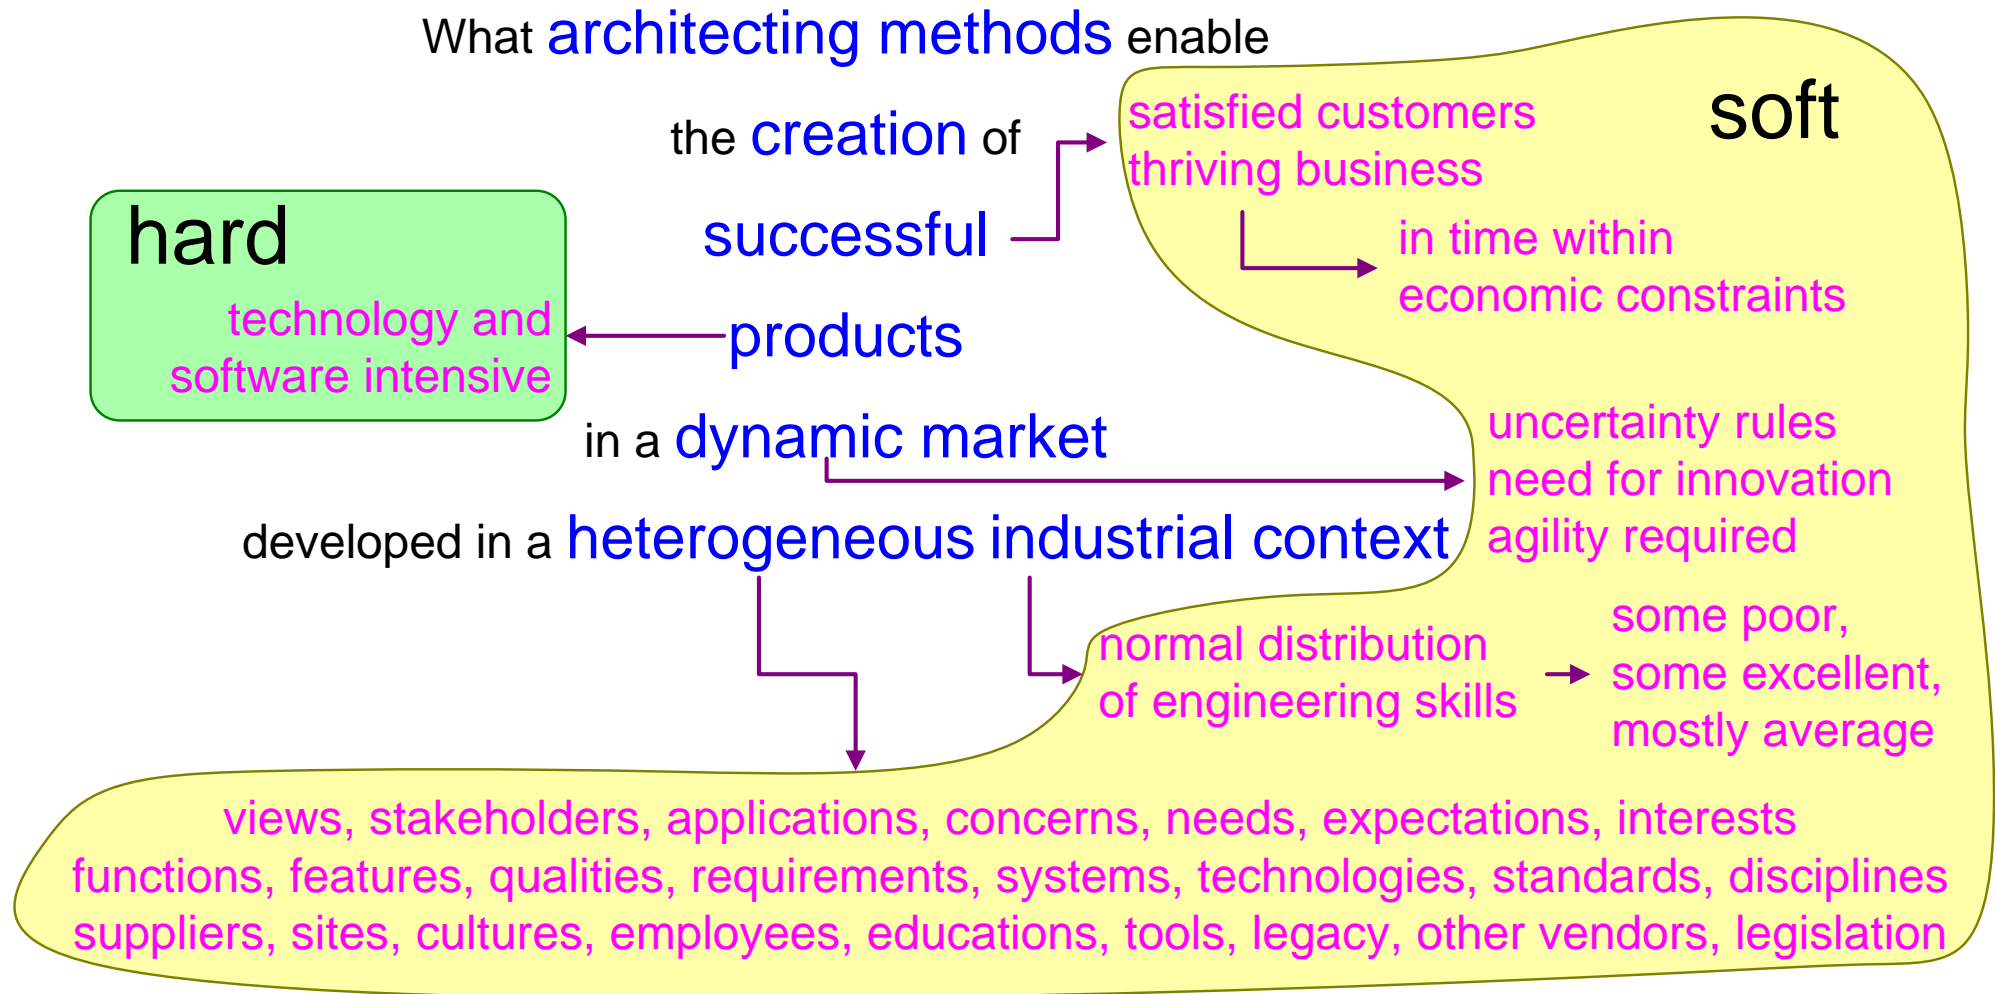 What architecting methods enable
the creation of
successful
products
in a dynamic market
developed in a heterogeneous industrial context
hard
technology and
software intensive
soft
satisfied customers
thriving business
in time within
economic constraints
uncertainty rules
need for innovation
agility required
normal distribution
of engineering skills
some poor,
some excellent,
mostly average
views, stakeholders, applications, concerns, needs, expectations, interests
functions, features, qualities, requirements, systems, technologies, standards, disciplines
suppliers, sites, cultures, employees, educations, tools, legacy, other vendors, legislation